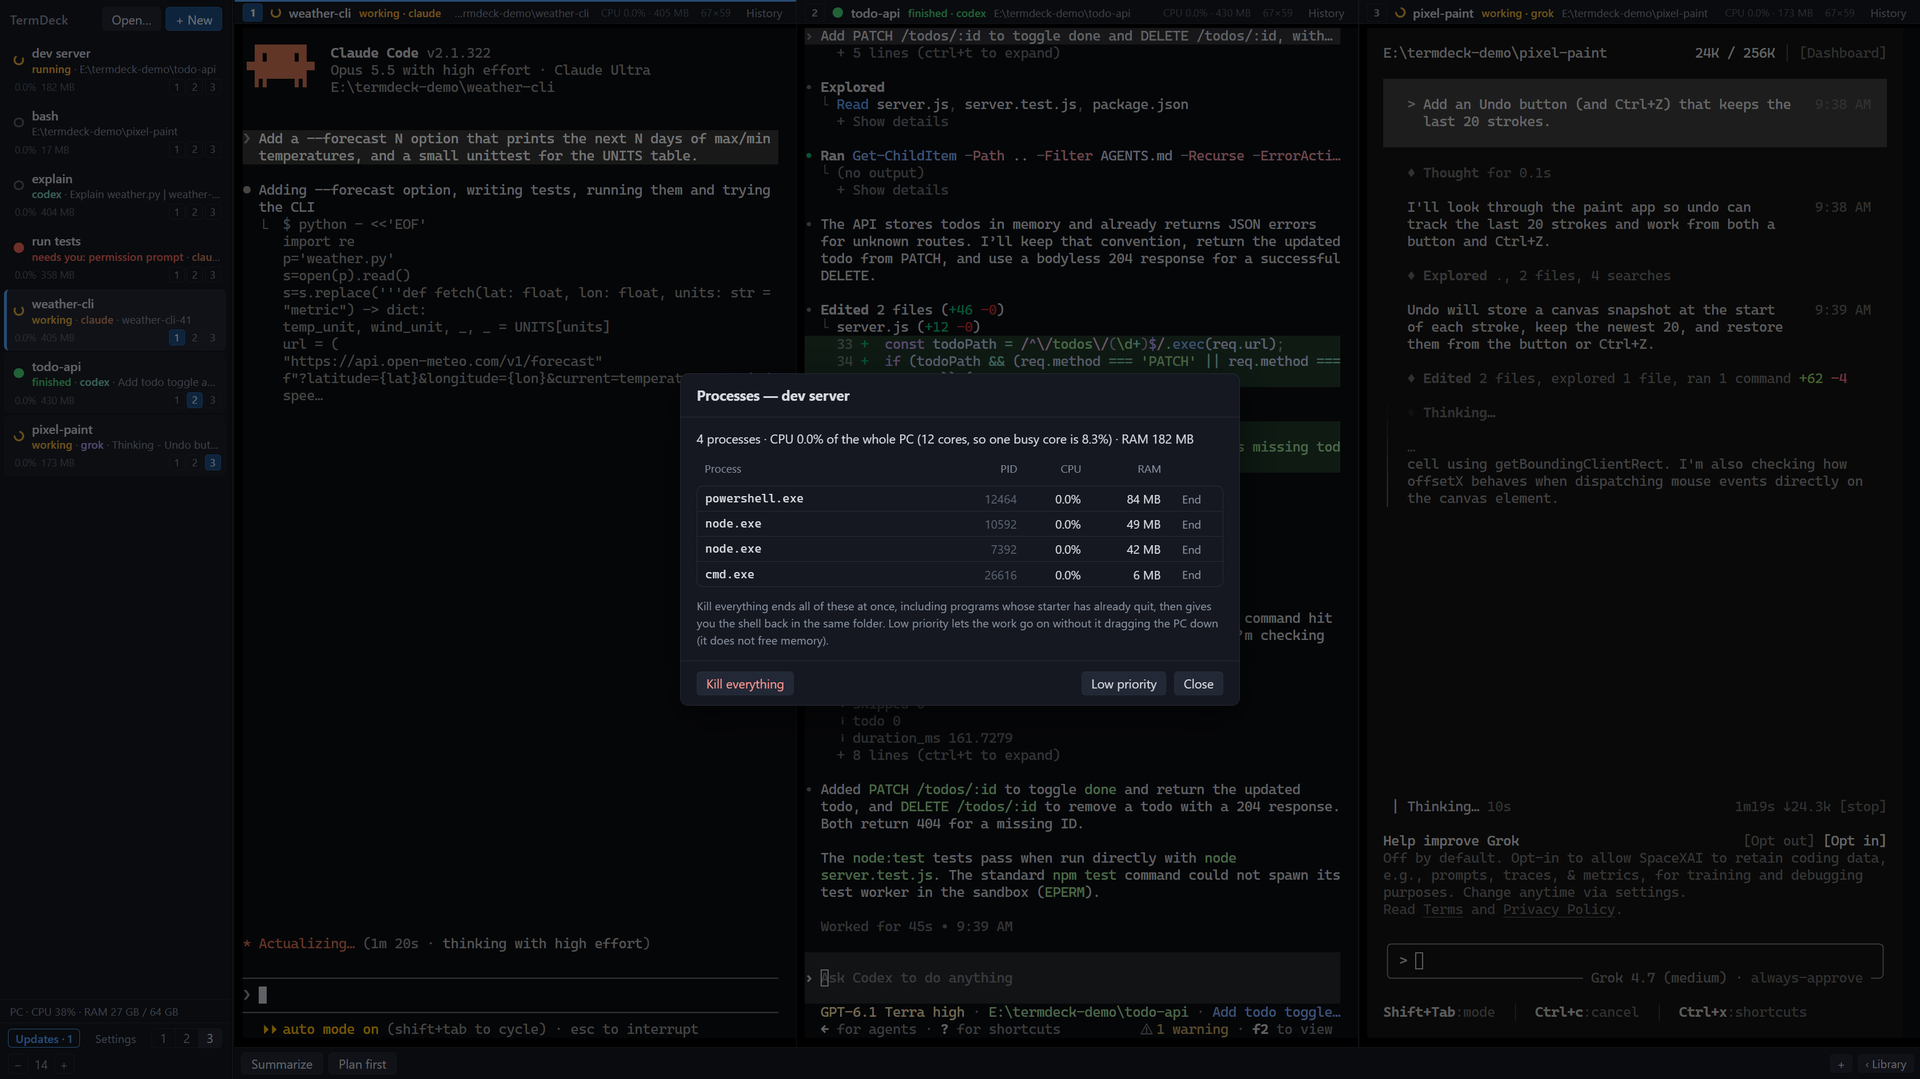 TermDeck
Open...
+ New
dev server
running · E:\termdeck-demo\todo-api
0.0% · 182 MB
1 2 3
bash
E:\termdeck-demo\pixel-paint
0.0% · 17 MB
1 2 3
explain
codex · Explain weather.py | weather-...
0.0% · 404 MB
1 2 3
run tests
needs you: permission prompt · clau...
0.0% · 358 MB
1 2 3
weather-cli
working · claude · weather-cli-41
0.0% · 405 MB
1 2 3
todo-api
finished · codex · Add todo toggle a...
0.0% · 430 MB
1 2 3
pixel-paint
working · grok · Thinking - Undo but...
0.0% · 173 MB
1 2 3
PC · CPU 38% · RAM 27 GB / 64 GB
Updates · 1
Settings
1 2 3
− 14 +
1 weather-cli working · claude ...rmdeck-demo\weather-cli CPU 0.0% · 405 MB 67×59 History
Claude Code v2.1.322
Opus 5.5 with high effort · Claude Ultra
E:\termdeck-demo\weather-cli
❯ Add a --forecast N option that prints the next N days of max/min
temperatures, and a small unittest for the UNITS table.
● Adding --forecast option, writing tests, running them and trying
the CLI
└ $ python - <<'EOF'
import re
p='weather.py'
s=open(p).read()
s=s.replace('''def fetch(lat: float, lon: float, units: str =
"metric") -> dict:
temp_unit, wind_unit, _, _ = UNITS[units]
url = (
"https://api.open-meteo.com/v1/forecast"
f"?latitude={lat}&longitude={lon}&current=temperat
spee…
* Actualizing… (1m 20s · thinking with high effort)
❯
⏵⏵ auto mode on (shift+tab to cycle) · esc to interrupt
Summarize
Plan first
2 todo-api finished · codex E:\termdeck-demo\todo-api CPU 0.0% · 430 MB 67×59 History
› Add PATCH /todos/:id to toggle done and DELETE /todos/:id, with…
+ 5 lines (ctrl+t to expand)
• Explored
└ Read server.js, server.test.js, package.json
+ Show details
• Ran Get-ChildItem -Path .. -Filter AGENTS.md -Recurse -ErrorActi…
└ (no output)
+ Show details
• The API stores todos in memory and already returns JSON errors
for unknown routes. I'll keep that convention, return the updated
todo from PATCH, and use a bodyless 204 response for a successful
DELETE.
• Edited 2 files (+46 -0)
└ server.js (+12 -0)
33 + const todoPath = /^\/todos\/(\d+)$/.exec(req.url);
34 + if (todoPath && (req.method === 'PATCH' || req.method ===
s missing tod
command hit
'm checking
Processes — dev server
4 processes · CPU 0.0% of the whole PC (12 cores, so one busy core is 8.3%) · RAM 182 MB
Process PID CPU RAM
powershell.exe 12464 0.0% 84 MB End
node.exe 10592 0.0% 49 MB End
node.exe 7392 0.0% 42 MB End
cmd.exe 26616 0.0% 6 MB End
Kill everything ends all of these at once, including programs whose starter has already quit, then gives
you the shell back in the same folder. Low priority lets the work go on without it dragging the PC down
(it does not free memory).
Kill everything
Low priority
Close
ℹ skipped 0
ℹ todo 0
ℹ duration_ms 161.7279
+ 8 lines (ctrl+t to expand)
• Added PATCH /todos/:id to toggle done and return the updated
todo, and DELETE /todos/:id to remove a todo with a 204 response.
Both return 404 for a missing ID.
The node:test tests pass when run directly with node
server.test.js. The standard npm test command could not spawn its
test worker in the sandbox (EPERM).
Worked for 45s • 9:39 AM
› Ask Codex to do anything
GPT-6.1 Terra high · E:\termdeck-demo\todo-api · Add todo toggle…
← for agents · ? for shortcuts ⚠ 1 warning · f2 to view
3 pixel-paint working · grok E:\termdeck-demo\pixel-paint CPU 0.0% · 173 MB 67×59 History
E:\termdeck-demo\pixel-paint 24K / 256K │ [Dashboard]
> Add an Undo button (and Ctrl+Z) that keeps the 9:38 AM
last 20 strokes.
♦ Thought for 0.1s
I'll look through the paint app so undo can 9:38 AM
track the last 20 strokes and work from both a
button and Ctrl+Z.
♦ Explored ., 2 files, 4 searches
Undo will store a canvas snapshot at the start 9:39 AM
of each stroke, keep the newest 20, and restore
them from the button or Ctrl+Z.
♦ Edited 2 files, explored 1 file, ran 1 command +62 -4
♦ Thinking…
…
cell using getBoundingClientRect. I'm also checking how
offsetX behaves when dispatching mouse events directly on
the canvas element.
| Thinking… 10s 1m19s ↓24.3k [stop]
Help improve Grok [Opt out] [Opt in]
Off by default. Opt-in to allow SpaceXAI to retain coding data,
e.g., prompts, traces, & metrics, for training and debugging
purposes. Change anytime via settings.
Read Terms and Privacy Policy.
>
Grok 4.7 (medium) · always-approve
Shift+Tab:mode │ Ctrl+c:cancel │ Ctrl+x:shortcuts
+
‹ Library